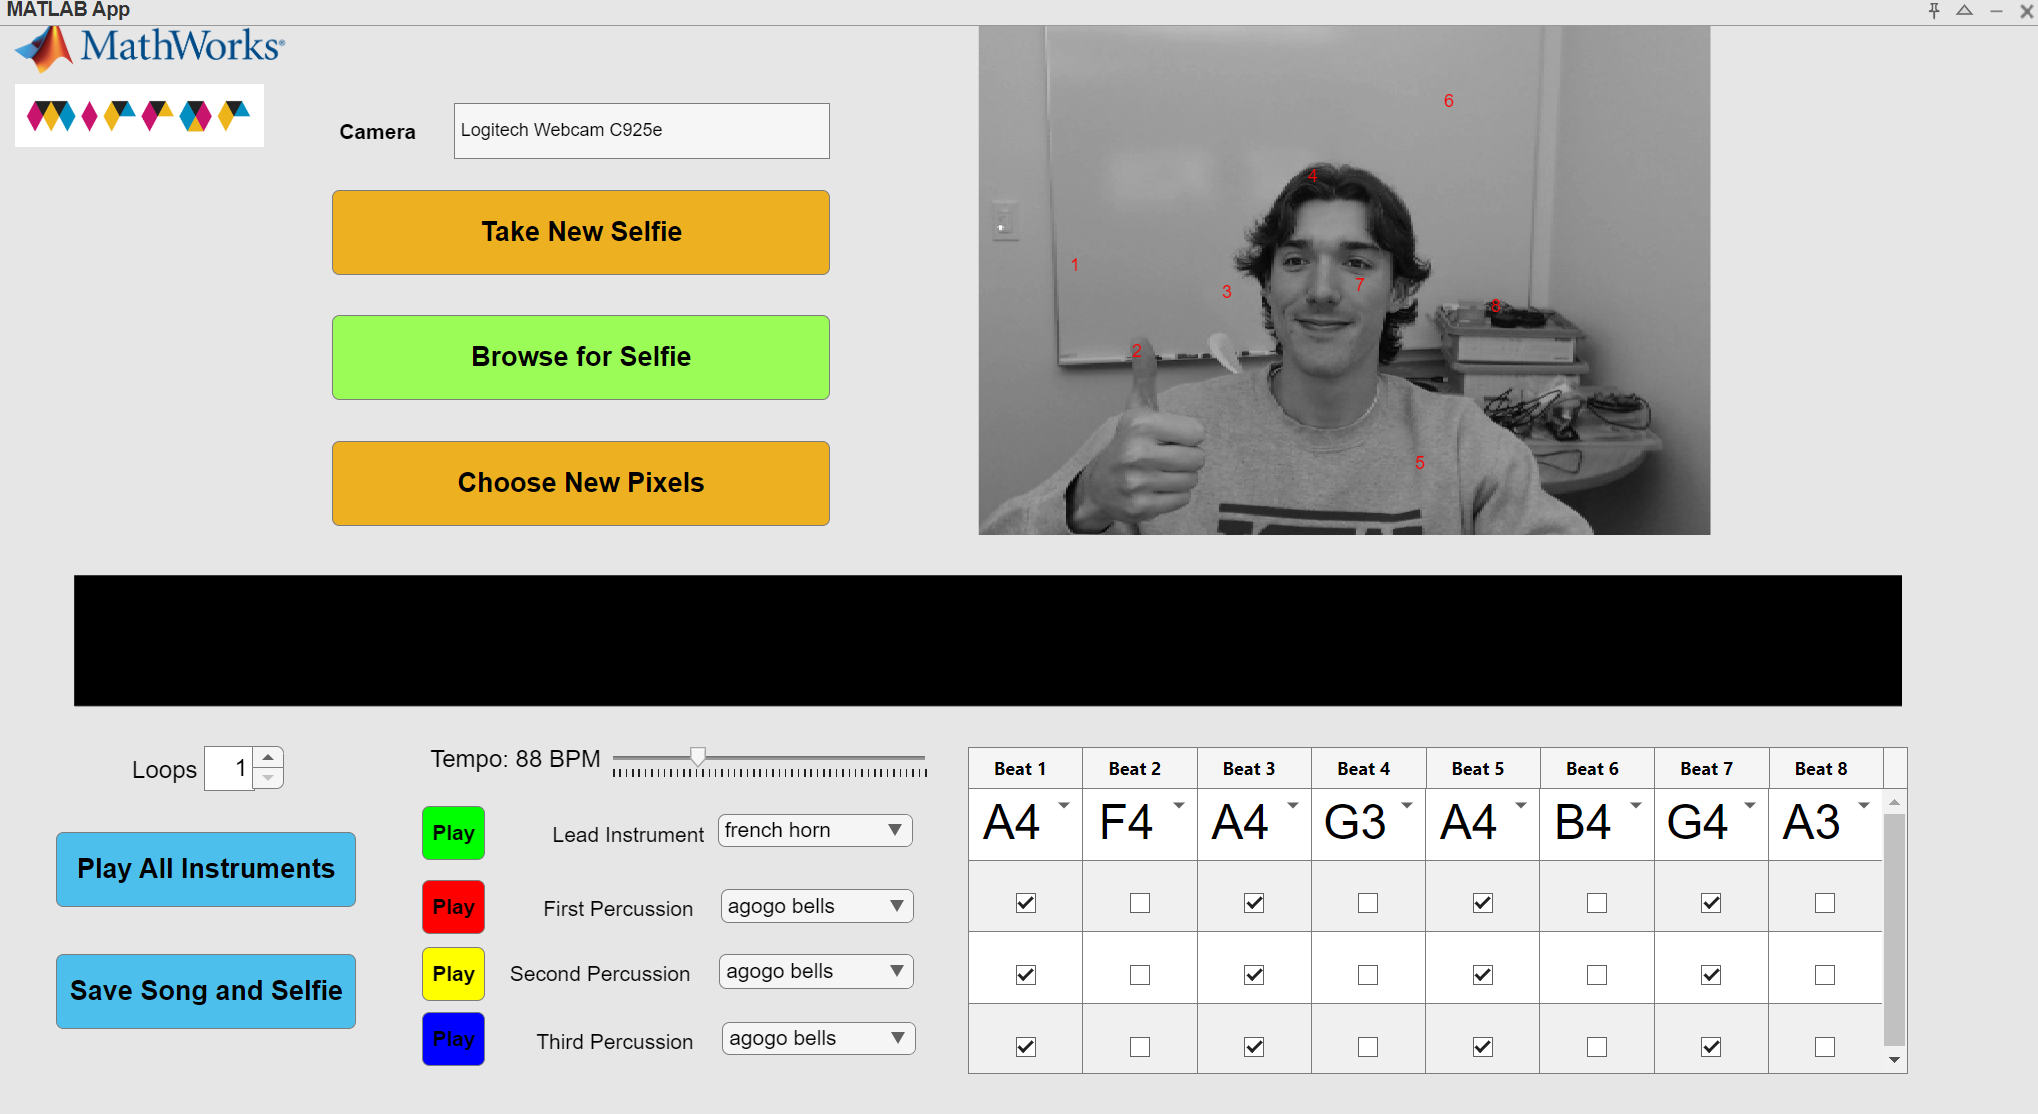 MATLAB App
MathWorks®
Camera
Logitech Webcam C925e
Take New Selfie
Browse for Selfie
Choose New Pixels
6
4
1
7
3
8
2
5
Loops
1
Tempo: 88 BPM
Play All Instruments
Save Song and Selfie
Play
Lead Instrument
french horn
Play
First Percussion
agogo bells
Play
Second Percussion
agogo bells
Play
Third Percussion
agogo bells
Beat 1 Beat 2 Beat 3 Beat 4 Beat 5 Beat 6 Beat 7 Beat 8
A4 F4 A4 G3 A4 B4 G4 A3